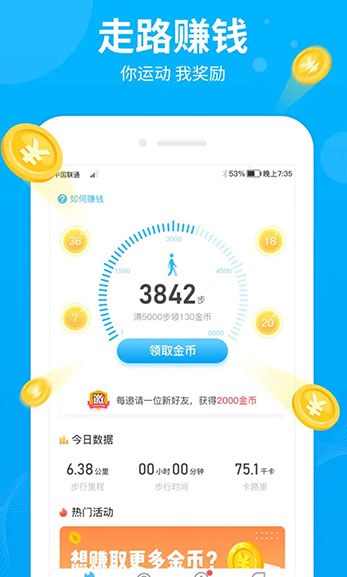 走路赚钱
你运动 我奖励
中国联通
53% 晚上7:35
? 如何赚钱
3000
1500
4500
0
6000
36
18
?
20
3842步
满5000步领130金币
领取金币
邀
每邀请一位新好友，获得2000金币
今日数据
6.38公里
00小时00分钟
75.1千卡
步行里程
步行时间
卡路里
热门活动
想赚取更多金币？